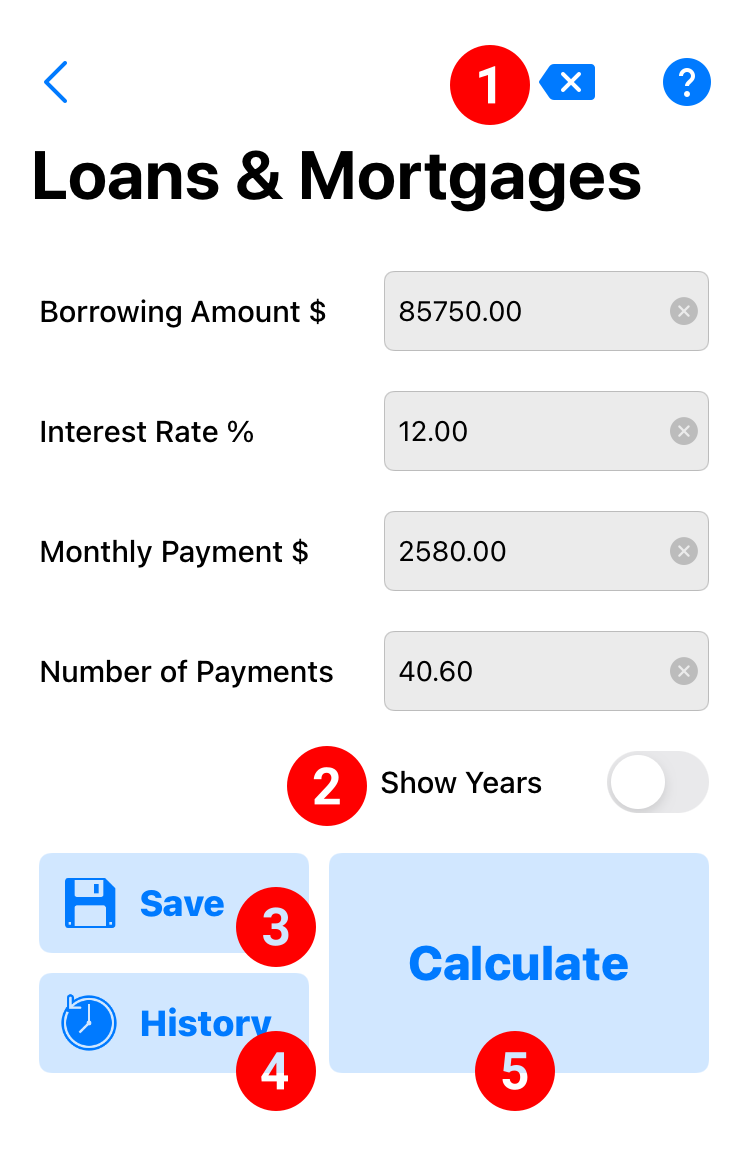 1
?
Loans & Mortgages
Borrowing Amount $ 85750.00
Interest Rate % 12.00
Monthly Payment $ 2580.00
Number of Payments 40.60
2 Show Years
Save 3
Calculate
History 4
5